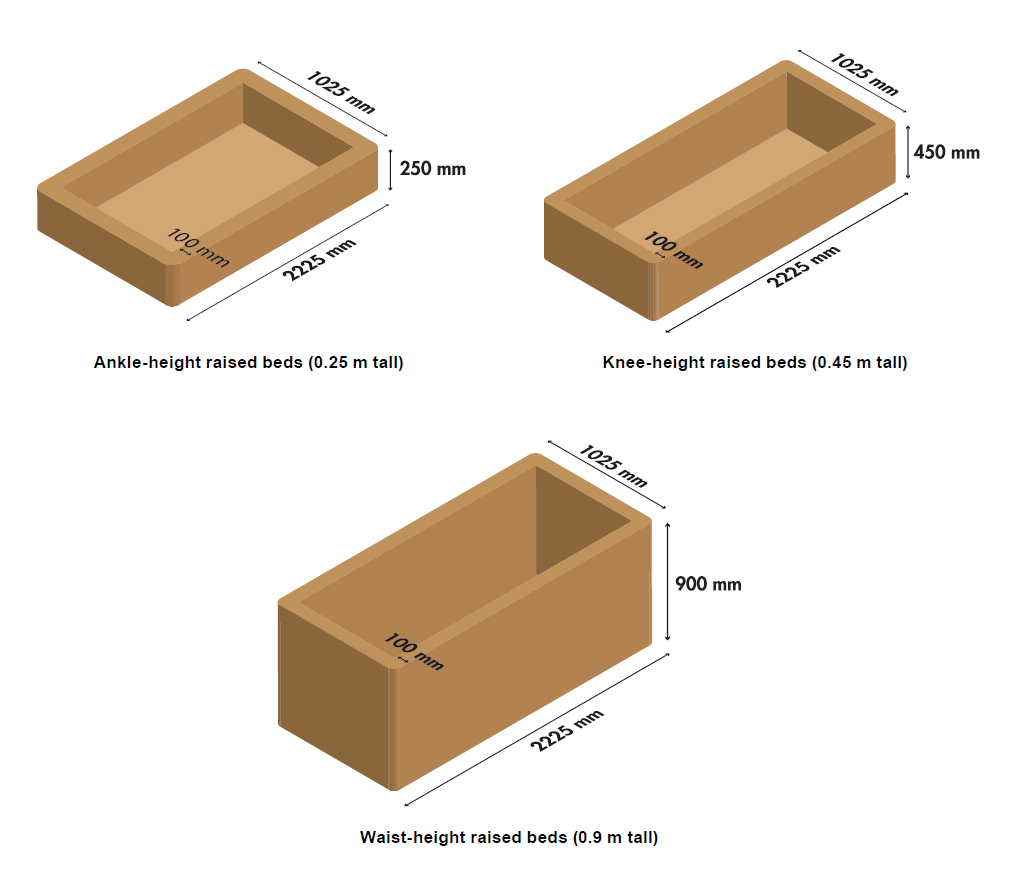 1025 mm
250 mm
100 mm
2225 mm
Ankle-height raised beds (0.25 m tall)
1025 mm
450 mm
100 mm
2225 mm
Knee-height raised beds (0.45 m tall)
1025 mm
900 mm
100 mm
2225 mm
Waist-height raised beds (0.9 m tall)